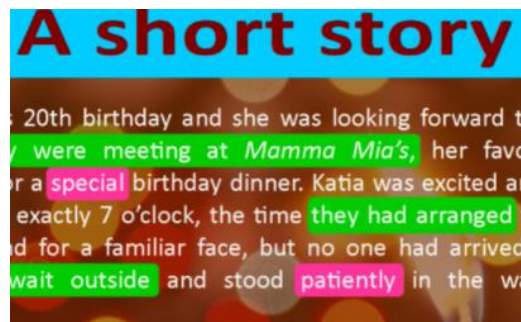 A short story
20th birthday and she was looking forward
were meeting at Mamma Mia's, her
a special birthday dinner. Katia was excited
exactly 7 o'clock, the time they had arranged
for a familiar face, but no one had arrived
wait outside and stood patiently in the